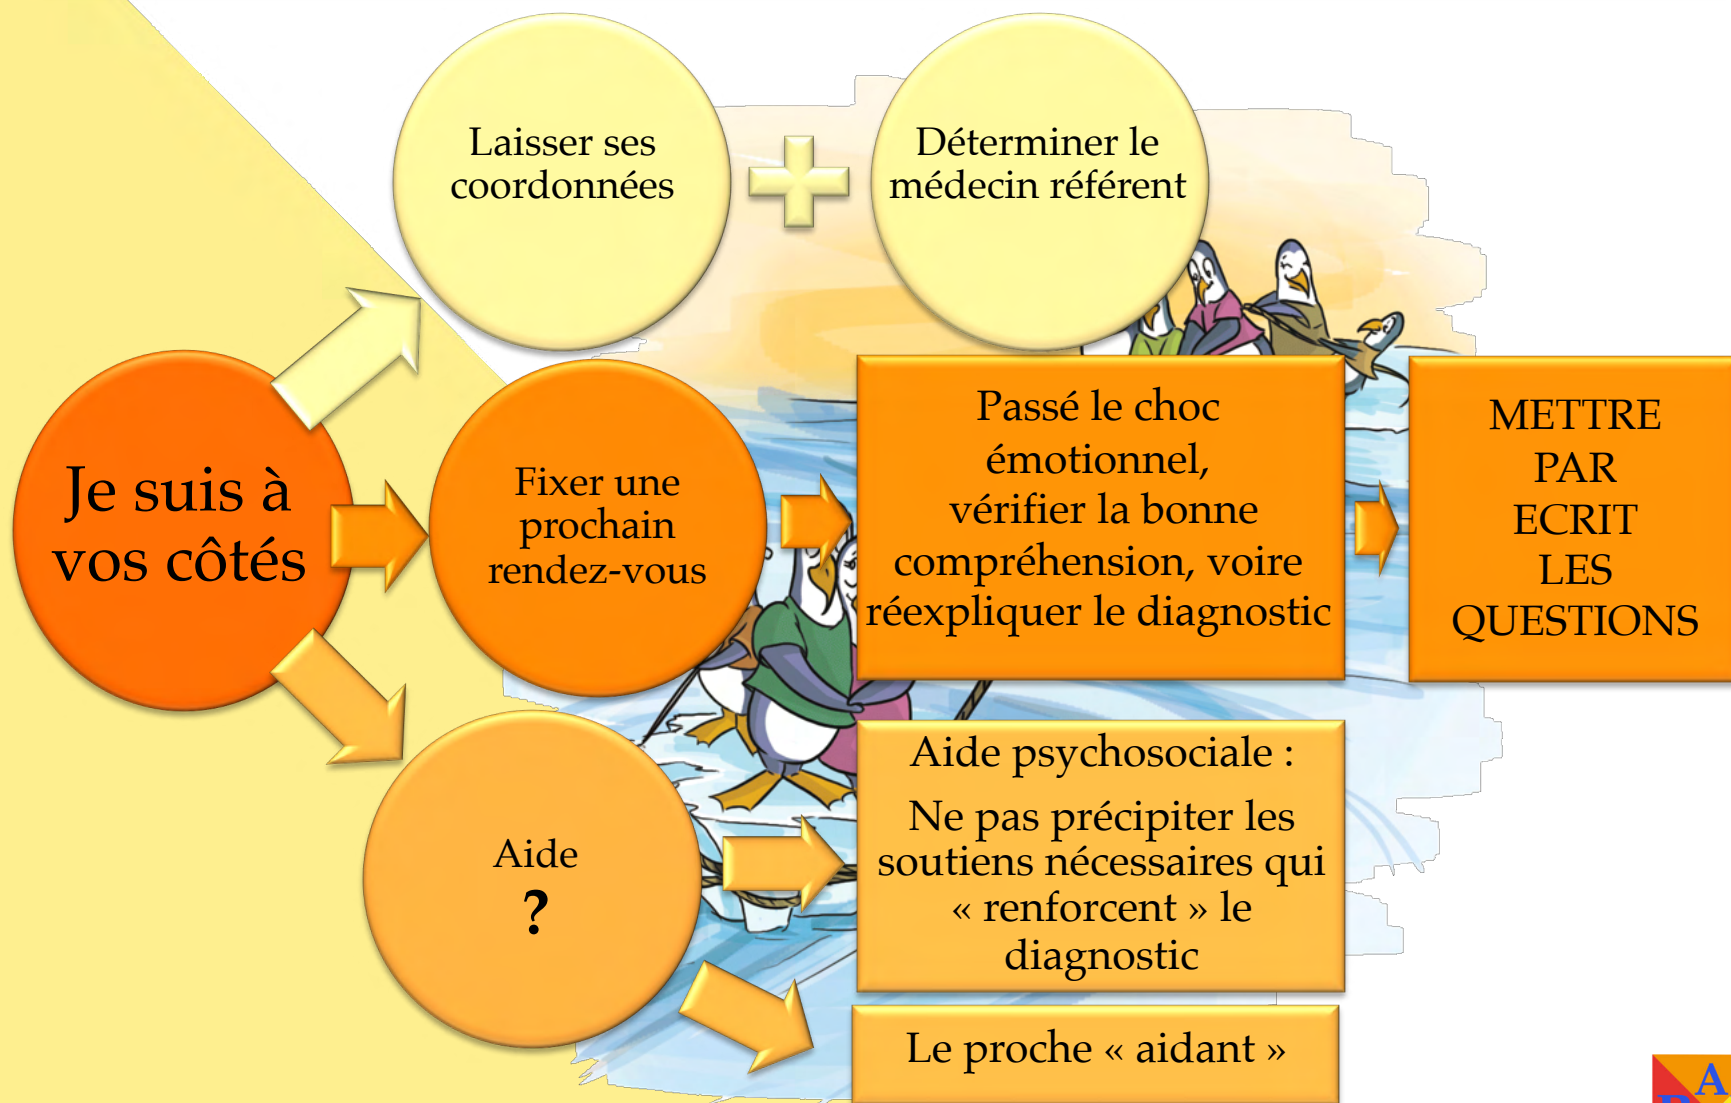 Laisser ses
coordonnées
Déterminer le
médecin référent
Je suis à
vos côtés
Fixer une
prochain
rendez-vous
Passé le choc
émotionnel,
vérifier la bonne
compréhension, voire
réexpliquer le diagnostic
METTRE
PAR
ECRIT
LES
QUESTIONS
Aide
?
Aide psychosociale :
Ne pas précipiter les
soutiens nécessaires qui
« renforcent » le
diagnostic
Le proche « aidant »
A